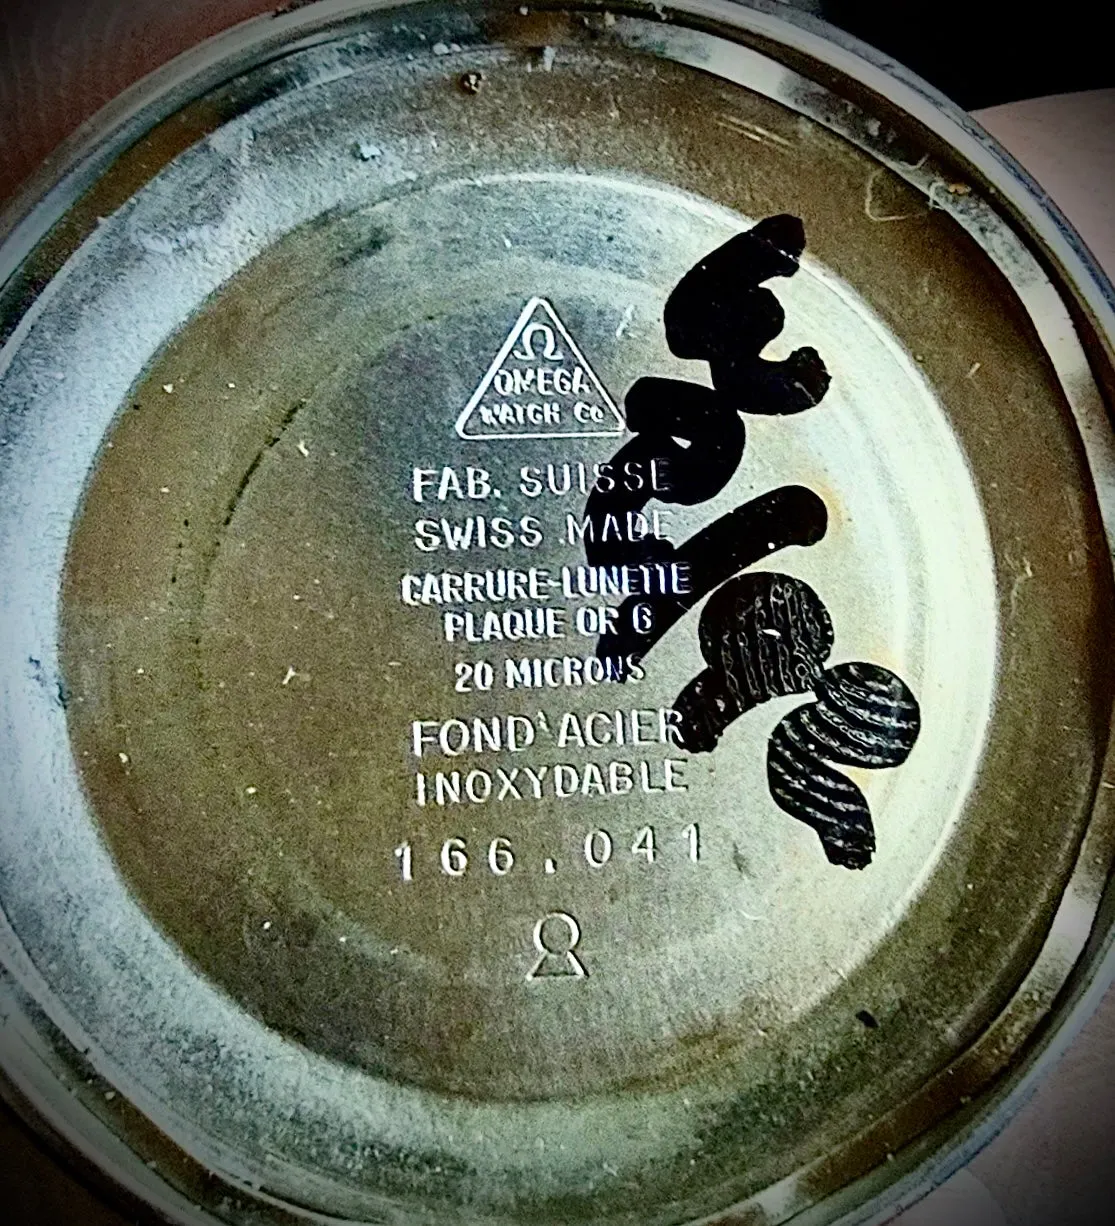 Ω
OMEGA
WATCH Co
FAB. SUISSE
SWISS MADE
CARRURE-LUNETTE
PLAQUE OR G
20 MICRONS
FOND ACIER
INOXYDABLE
166.041